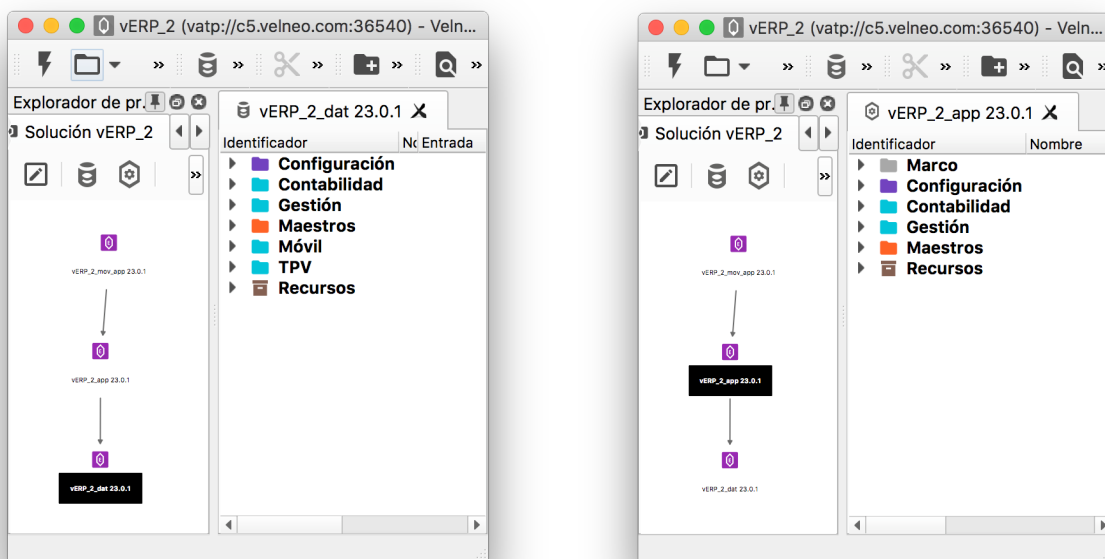 vERP_2 (vatp://c5.velneo.com:36540) - Veln...
Explorador de pr.
Solución vERP_2
vERP_2_mov_app 23.0.1
vERP_2_app 23.0.1
vERP_2_dat 23.0.1
vERP_2_dat 23.0.1
Identificador Nc Entrada
Configuración
Contabilidad
Gestión
Maestros
Móvil
TPV
Recursos
vERP_2 (vatp://c5.velneo.com:36540) - Veln...
Explorador de pr.
Solución vERP_2
vERP_2_mov_app 23.0.1
vERP_2_app 23.0.1
vERP_2_dat 23.0.1
vERP_2_app 23.0.1
Identificador Nombre
Marco
Configuración
Contabilidad
Gestión
Maestros
Recursos